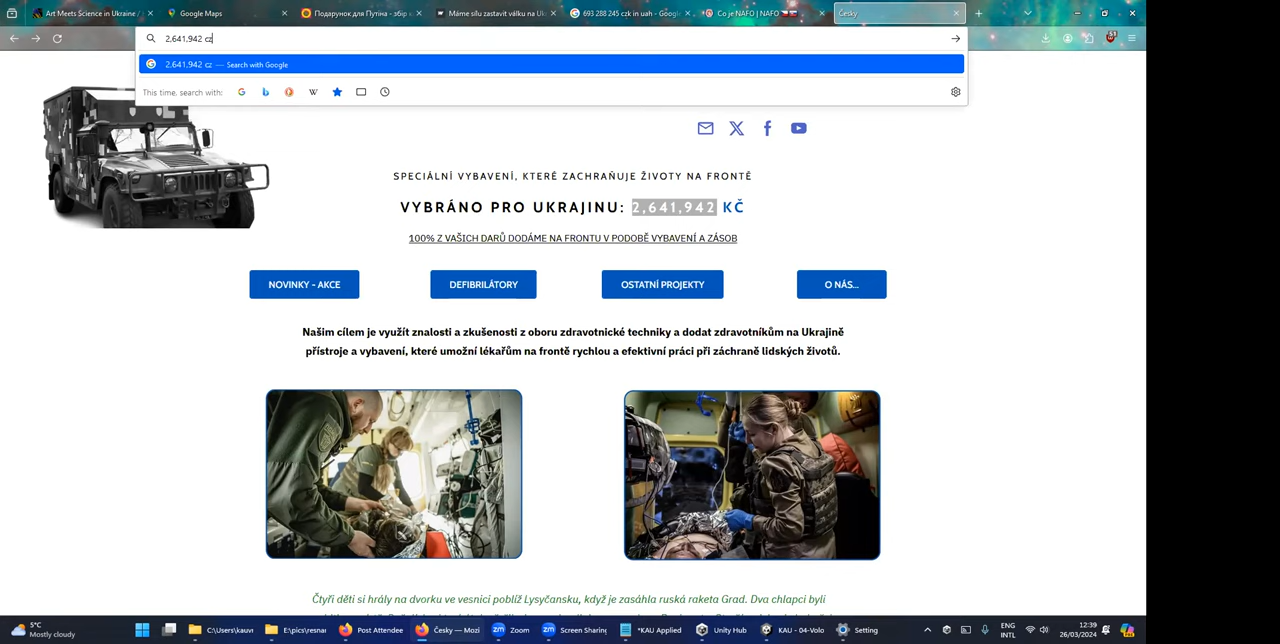 Art Meets Science in Ukraine /
Google Maps
Подарунок для Путіна - збір
Máme sílu zastavit válku na Uk
693 288 245 czk in uah - Google
Co je NAFO | NAFO
Česky
2,641,942 cz
2,641,942 cz — Search with Google
This time, search with:
51
SPECIÁLNÍ VYBAVENÍ, KTERÉ ZACHRAŇUJE ŽIVOTY NA FRONTĚ
VYBRÁNO PRO UKRAJINU: 2,641,942 KČ
100% Z VAŠICH DARŮ DODÁME NA FRONTU V PODOBĚ VYBAVENÍ A ZÁSOB
NOVINKY - AKCE
DEFIBRILÁTORY
OSTATNÍ PROJEKTY
O NÁS...
Našim cílem je využít znalosti a zkušenosti z oboru zdravotnické techniky a dodat zdravotníkům na Ukrajině
přístroje a vybavení, které umožní lékařům na frontě rychlou a efektivní práci při záchraně lidských životů.
Čtyři děti si hrály na dvorku ve vesnici poblíž Lysyčansku, když je zasáhla ruská raketa Grad. Dva chlapci byli
5°C
Mostly cloudy
C:\Users\kauv
E:\pics\resnar
Post Attendee
Česky — Mozi
Zoom
Screen Sharing
*KAU Applied
Unity Hub
KAU - 04-Volo
Setting
ENG
INTL
12:39
26/03/2024